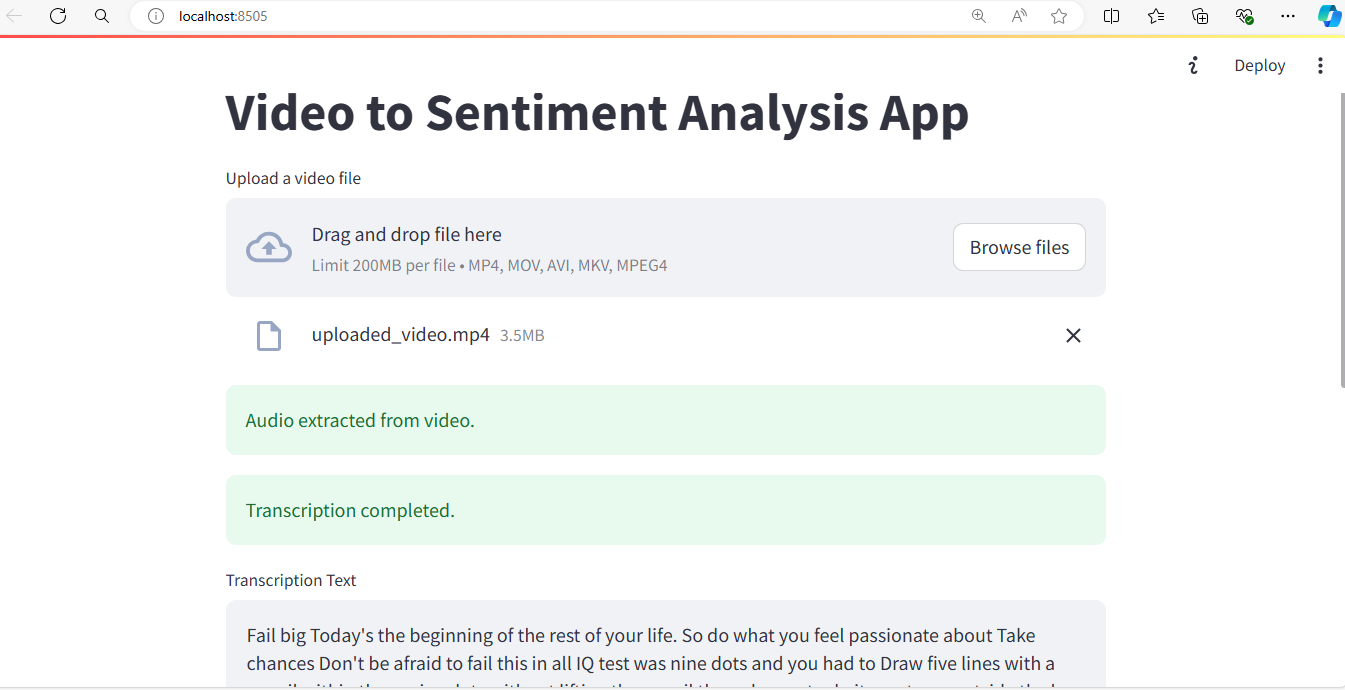 localhost:8505
Deploy
Video to Sentiment Analysis App
Upload a video file
Drag and drop file here
Limit 200MB per file • MP4, MOV, AVI, MKV, MPEG4
Browse files
uploaded_video.mp4 3.5MB
Audio extracted from video.
Transcription completed.
Transcription Text
Fail big Today's the beginning of the rest of your life. So do what you feel passionate about Take
chances Don't be afraid to fail this in all IQ test was nine dots and you had to Draw five lines with a